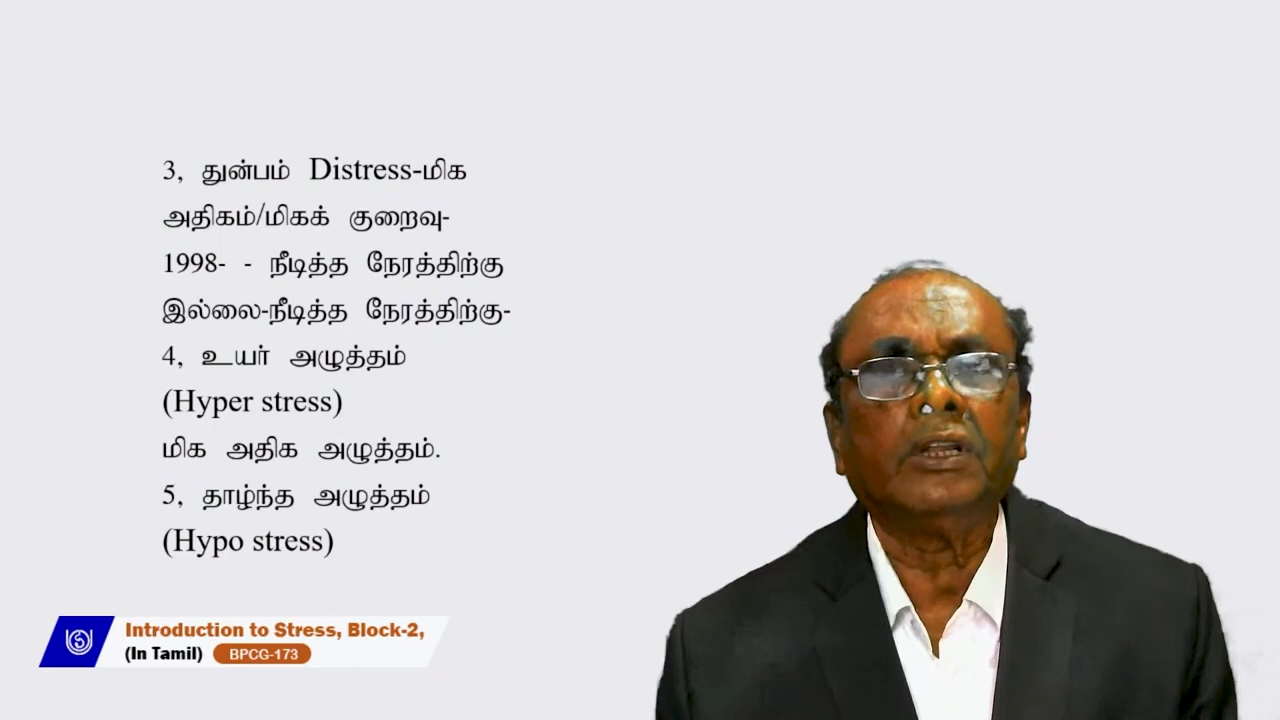 3, துன்பம் Distress-மிக
அதிகம்/மிகக் குறைவு-
1998- - நீடித்த நேரத்திற்கு
இல்லை-நீடித்த நேரத்திற்கு-
4, உயர் அழுத்தம்
(Hyper stress)
மிக அதிக அழுத்தம்.
5, தாழ்ந்த அழுத்தம்
(Hypo stress)
Introduction to Stress, Block-2,
(In Tamil) BPCG-173